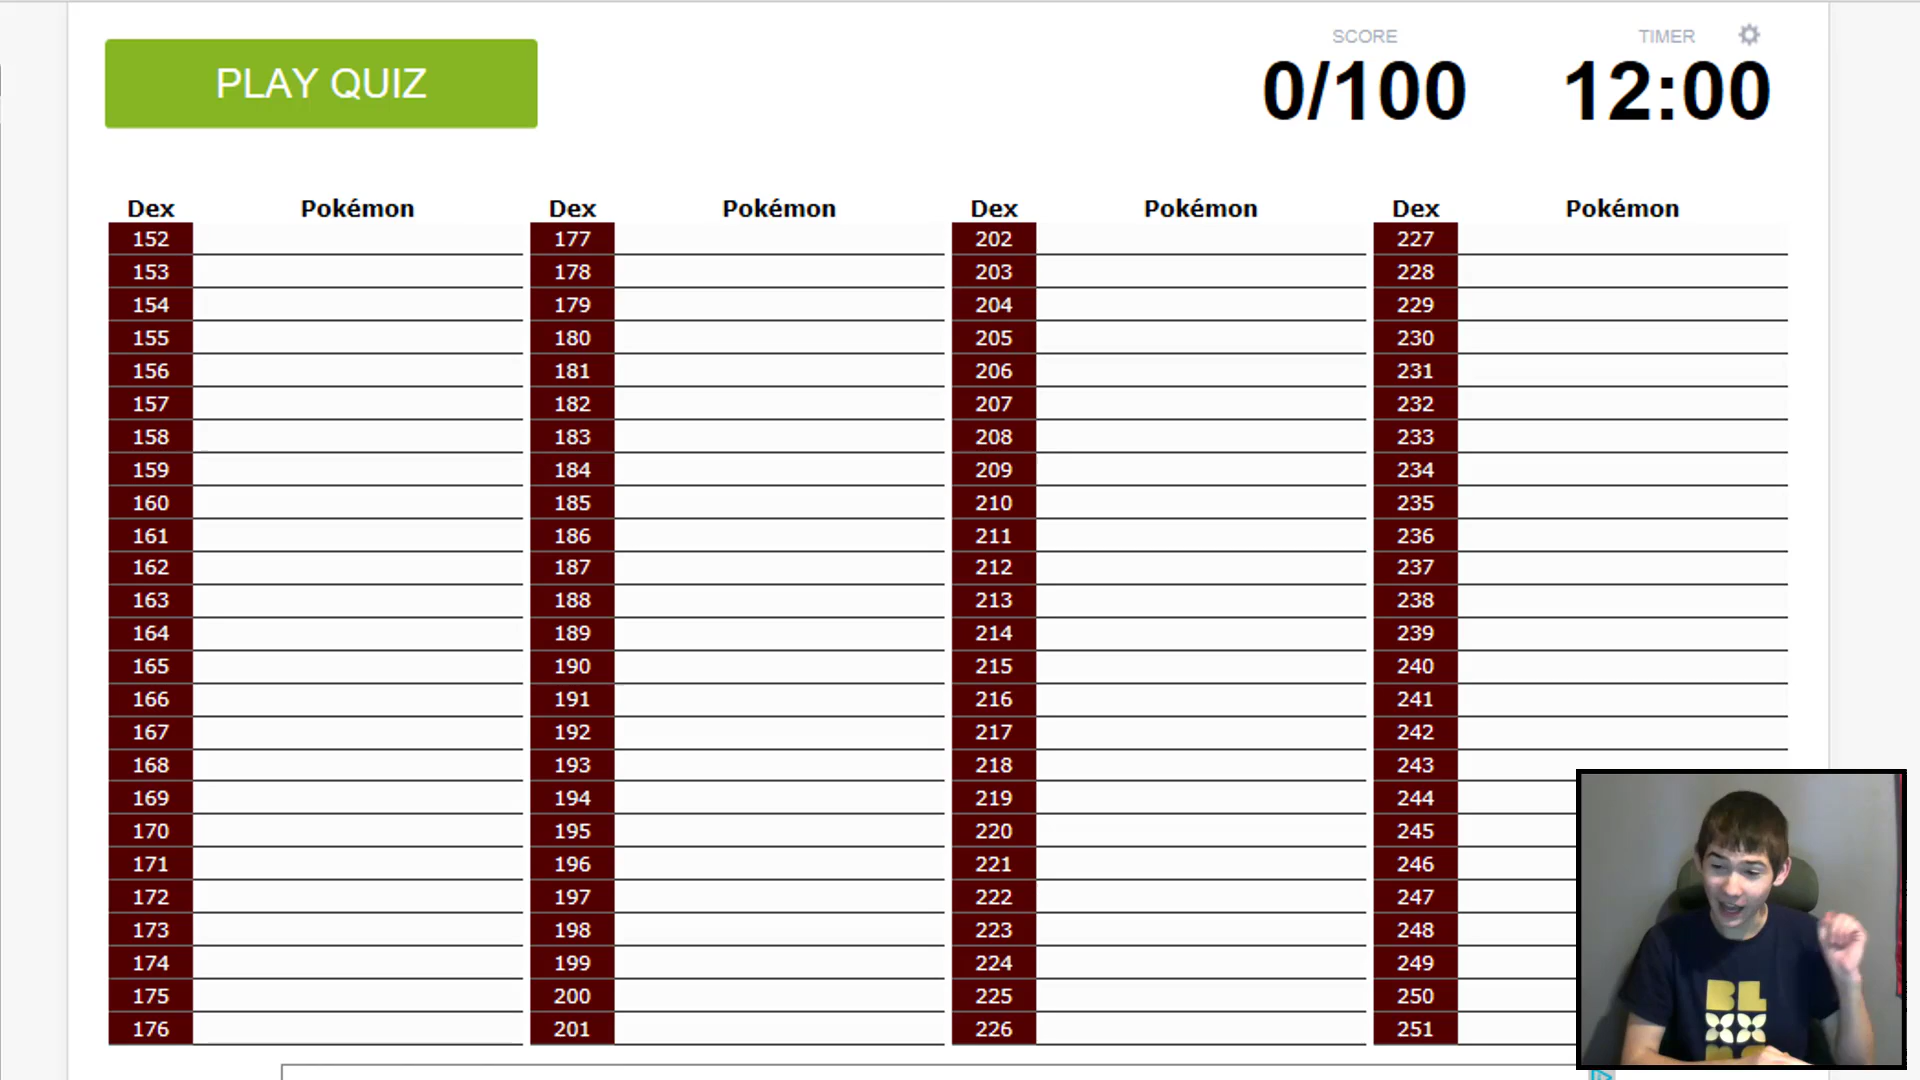 PLAY QUIZ
SCORE
0/100
TIMER
12:00
Dex Pokémon Dex Pokémon Dex Pokémon Dex Pokémon
152 177 202 227
153 178 203 228
154 179 204 229
155 180 205 230
156 181 206 231
157 182 207 232
158 183 208 233
159 184 209 234
160 185 210 235
161 186 211 236
162 187 212 237
163 188 213 238
164 189 214 239
165 190 215 240
166 191 216 241
167 192 217 242
168 193 218 243
169 194 219 244
170 195 220 245
171 196 221 246
172 197 222 247
173 198 223 248
174 199 224 249
175 200 225 250
176 201 226 251
BL